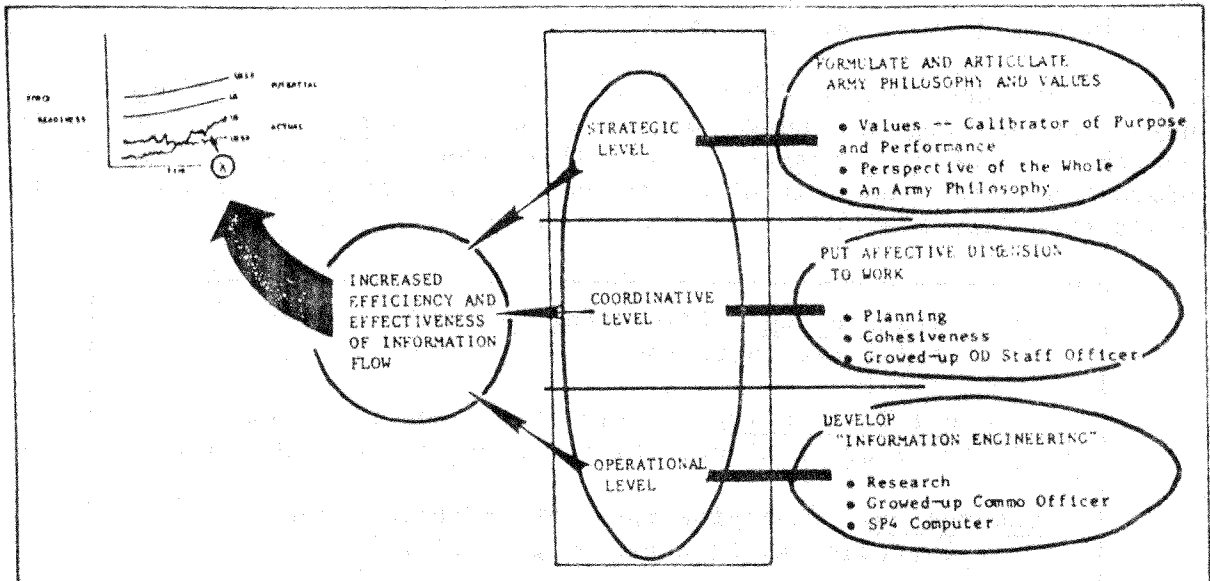 READINESS
POTENTIAL
ACTUAL
INCREASED
EFFICIENCY AND
EFFECTIVENESS
OF INFORMATION
FLOW
STRATEGIC
LEVEL
COORDINATIVE
LEVEL
OPERATIONAL
LEVEL
FORMULATE AND ARTICULATE
ARMY PHILOSOPHY AND VALUES
• Values -- Calibrator of Purpose
and Performance
• Perspective of the Whole
• An Army Philosophy
PUT AFFECTIVE DIMENSION
TO WORK
• Planning
• Cohesiveness
• Growed-up OD Staff Officer
DEVELOP
"INFORMATION ENGINEERING"
• Research
• Growed-up Commo Officer
• SP4 Computer